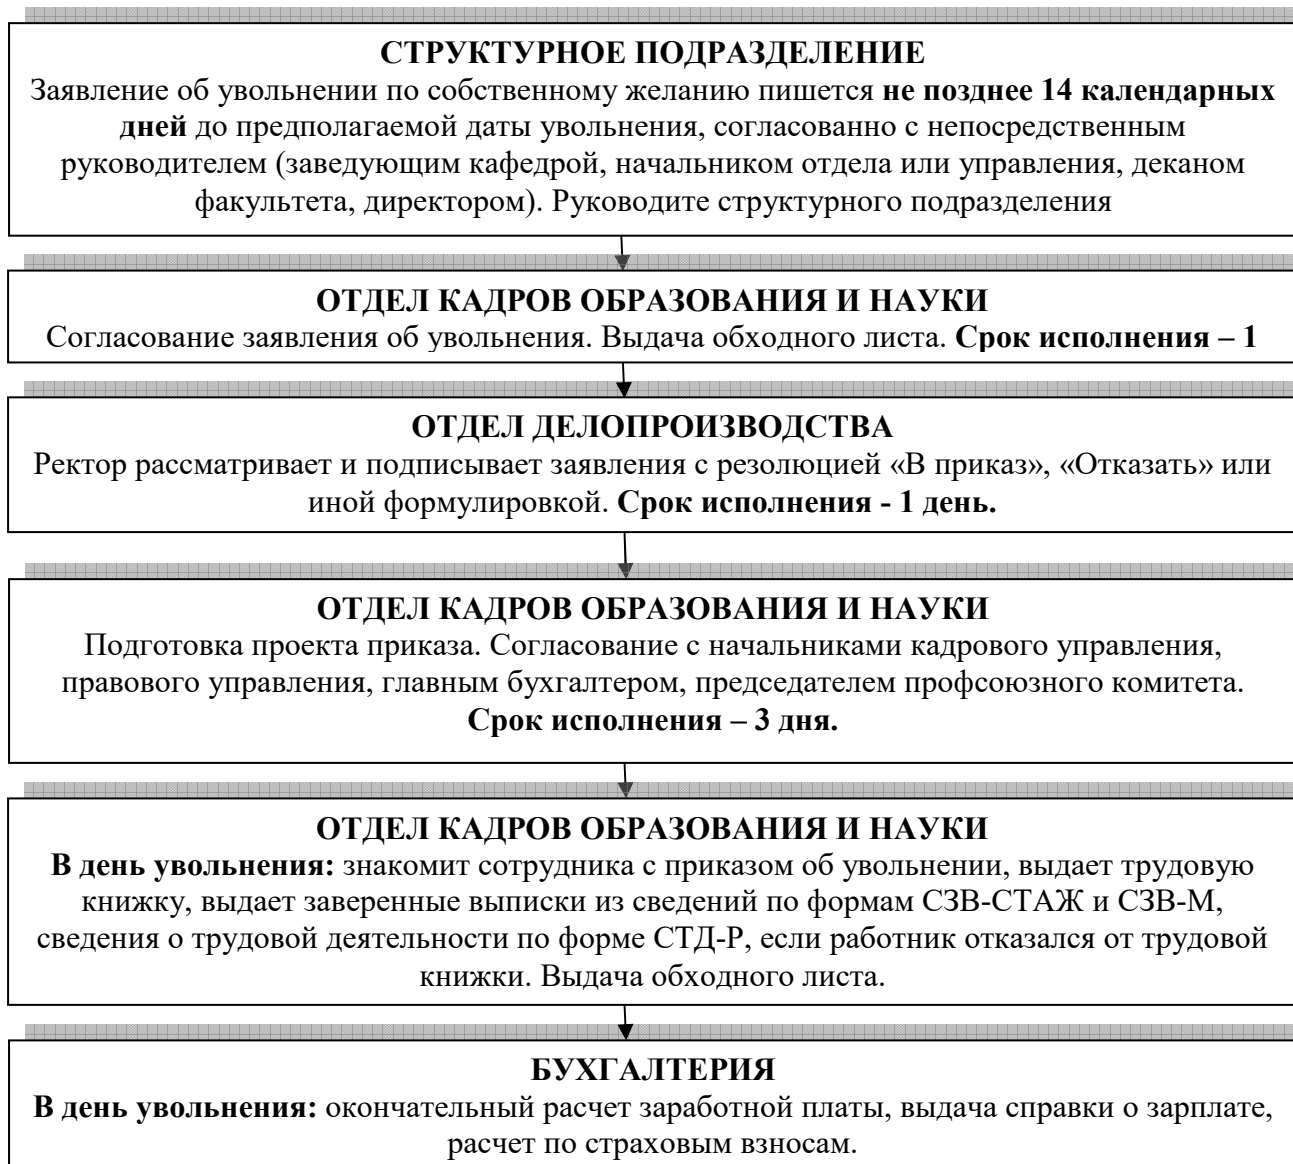 СТРУКТУРНОЕ ПОДРАЗДЕЛЕНИЕ
Заявление об увольнении по собственному желанию пишется не позднее 14 календарных
дней до предполагаемой даты увольнения, согласованно с непосредственным
руководителем (заведующим кафедрой, начальником отдела или управления, деканом
факультета, директором). Руководите структурного подразделения
ОТДЕЛ КАДРОВ ОБРАЗОВАНИЯ И НАУКИ
Согласование заявления об увольнения. Выдача обходного листа. Срок исполнения – 1
ОТДЕЛ ДЕЛОПРОИЗВОДСТВА
Ректор рассматривает и подписывает заявления с резолюцией «В приказ», «Отказать» или
иной формулировкой. Срок исполнения - 1 день.
ОТДЕЛ КАДРОВ ОБРАЗОВАНИЯ И НАУКИ
Подготовка проекта приказа. Согласование с начальниками кадрового управления,
правового управления, главным бухгалтером, председателем профсоюзного комитета.
Срок исполнения – 3 дня.
ОТДЕЛ КАДРОВ ОБРАЗОВАНИЯ И НАУКИ
В день увольнения: знакомит сотрудника с приказом об увольнении, выдает трудовую
книжку, выдает заверенные выписки из сведений по формам СЗВ-СТАЖ и СЗВ-М,
сведения о трудовой деятельности по форме СТД-Р, если работник отказался от трудовой
книжки. Выдача обходного листа.
БУХГАЛТЕРИЯ
В день увольнения: окончательный расчет заработной платы, выдача справки о зарплате,
расчет по страховым взносам.